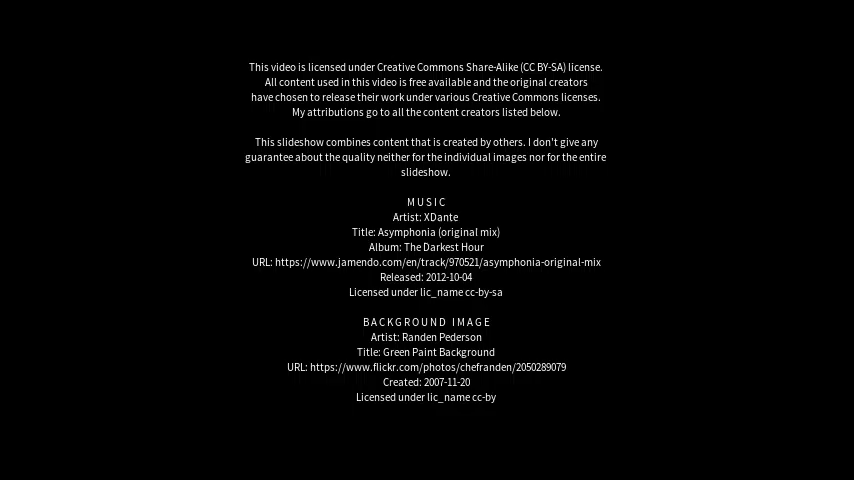 This video is licensed under Creative Commons Share-Alike (CC BY-SA) license.
All content used in this video is free available and the original creators
have chosen to release their work under various Creative Commons licenses.
My attributions go to all the content creators listed below.
This slideshow combines content that is created by others. I don't give any
guarantee about the quality neither for the individual images nor for the entire
slideshow.
MUSIC
Artist: XDante
Title: Asymphonia (original mix)
Album: The Darkest Hour
URL: https://www.jamendo.com/en/track/970521/asymphonia-original-mix
Released: 2012-10-04
Licensed under lic_name cc-by-sa
BACKGROUND IMAGE
Artist: Randen Pederson
Title: Green Paint Background
URL: https://www.flickr.com/photos/chefranden/2050289079
Created: 2007-11-20
Licensed under lic_name cc-by